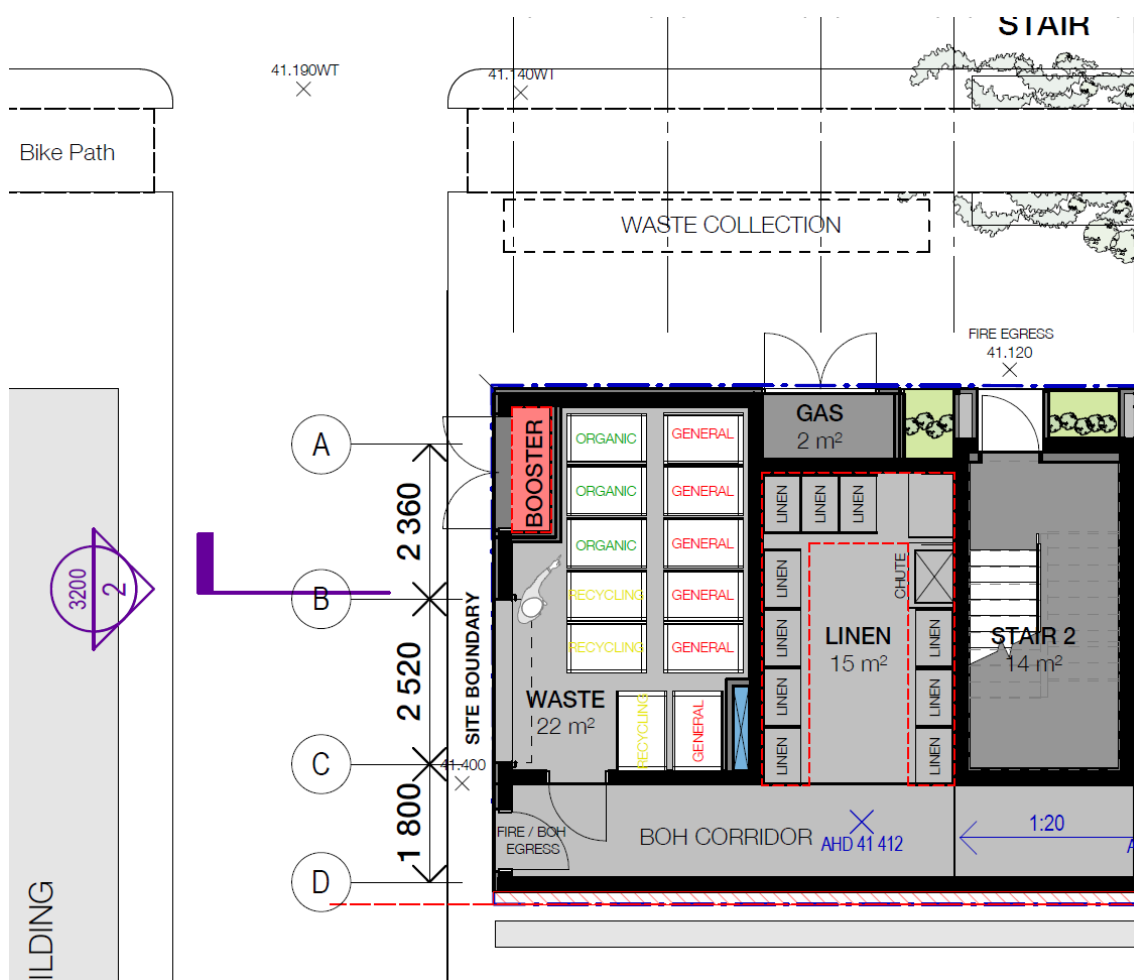 STAIR
41.190WT
41.140WT
Bike Path
WASTE COLLECTION
FIRE EGRESS
41.120
A
BOOSTER
ORGANIC
GENERAL
GAS
2 m²
ORGANIC
GENERAL
LINEN
LINEN
LINEN
2 360
ORGANIC
GENERAL
3200
2
B
RECYCLING
GENERAL
LINEN
CHUTE
SITE BOUNDARY
RECYCLING
GENERAL
LINEN
LINEN
15 m²
LINEN
STAIR 2
14 m²
2 520
WASTE
22 m²
RECYCLING
GENERAL
LINEN
LINEN
C
41.400
LINEN
LINEN
1 800
FIRE / BOH
EGRESS
BOH CORRIDOR
AHD 41 412
1:20
A
D
ILDING